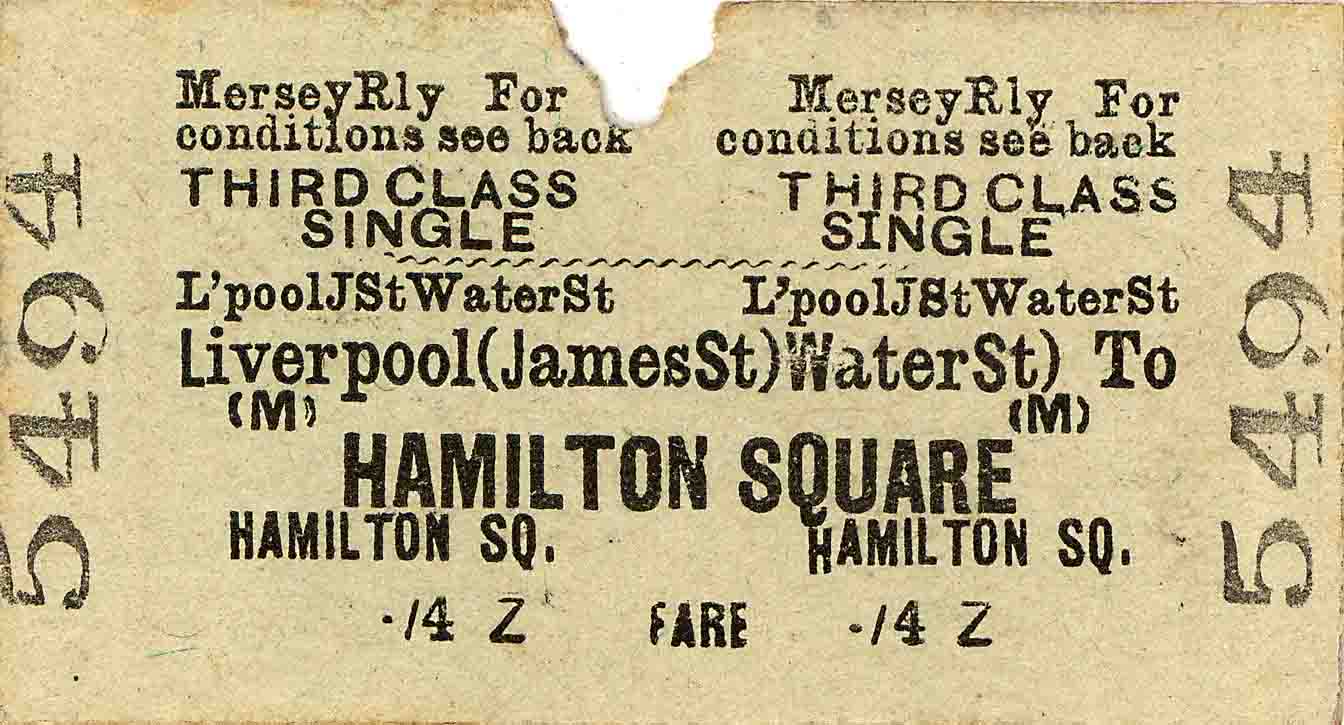 MerseyRly For MerseyRly For
conditions see back conditions see back
THIRD CLASS THIRD CLASS
SINGLE SINGLE
L'poolJStWaterSt L'poolJStWaterSt
Liverpool(JamesSt)WaterSt) To
(M) (M)
HAMILTON SQUARE
HAMILTON SQ. HAMILTON SQ.
·/4 Z FARE ·/4 Z
5494
5494